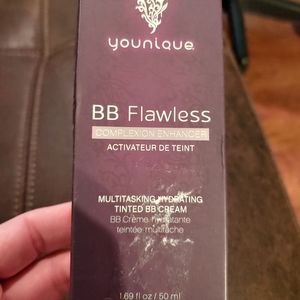 younique
BB Flawless
COMPLEXION ENHANCER
ACTIVATEUR DE TEINT
MULTITASKING HYDRATING
TINTED BB CREAM
BB Crème hydratante
teintée multitâche
1.69 fl oz / 50 ml